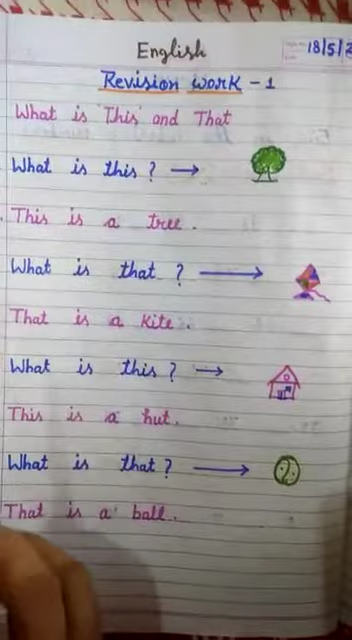 English
18/5/2
Revision work - 1
What is 'This' and That
What is this ? →
This is a tree .
What is that ? →
That is a kite .
What is this ? →
This is a hut .
What is that ? →
That is a ball .